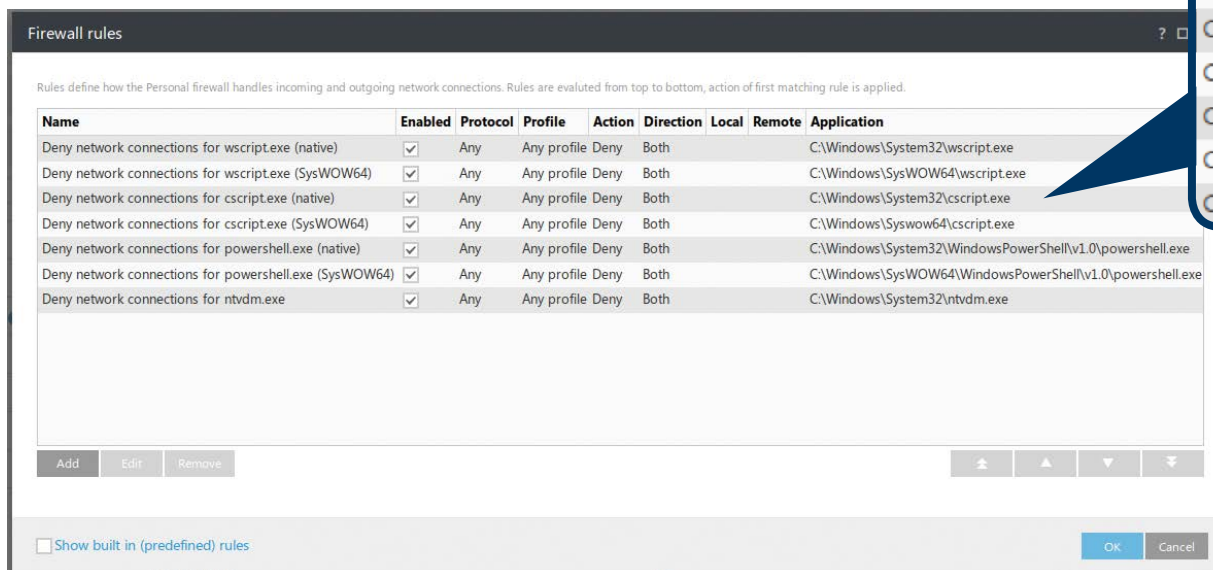 Firewall rules ?
Rules define how the Personal firewall handles incoming and outgoing network connections. Rules are evaluted from top to bottom, action of first matching rule is applied.
Name Enabled Protocol Profile Action Direction Local Remote Application
Deny network connections for wscript.exe (native) Any Any profile Deny Both C:\Windows\System32\wscript.exe
Deny network connections for wscript.exe (SysWOW64) Any Any profile Deny Both C:\Windows\SysWOW64\wscript.exe
Deny network connections for cscript.exe (native) Any Any profile Deny Both C:\Windows\System32\cscript.exe
Deny network connections for cscript.exe (SysWOW64) Any Any profile Deny Both C:\Windows\Syswow64\cscript.exe
Deny network connections for powershell.exe (native) Any Any profile Deny Both C:\Windows\System32\WindowsPowerShell\v1.0\powershell.exe
Deny network connections for powershell.exe (SysWOW64) Any Any profile Deny Both C:\Windows\SysWOW64\WindowsPowerShell\v1.0\powershell.exe
Deny network connections for ntvdm.exe Any Any profile Deny Both C:\Windows\System32\ntvdm.exe
Add Edit Remove
Show built in (predefined) rules OK Cancel